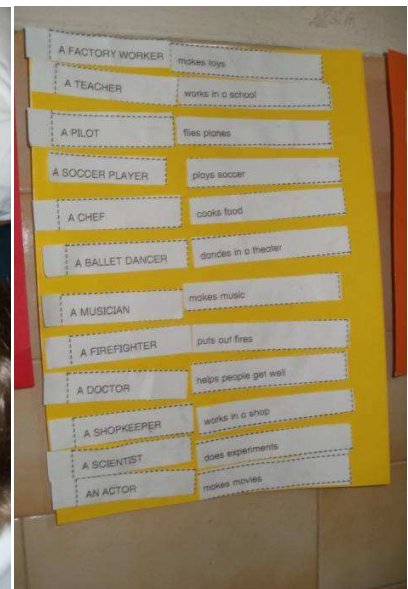 A FACTORY WORKER makes toys
A TEACHER works in a school
A PILOT flies planes
A SOCCER PLAYER plays soccer
A CHEF cooks food
A BALLET DANCER dances in a theater
A MUSICIAN makes music
A FIREFIGHTER puts out fires
A DOCTOR helps people get well
A SHOPKEEPER works in a shop
A SCIENTIST does experiments
AN ACTOR makes movies